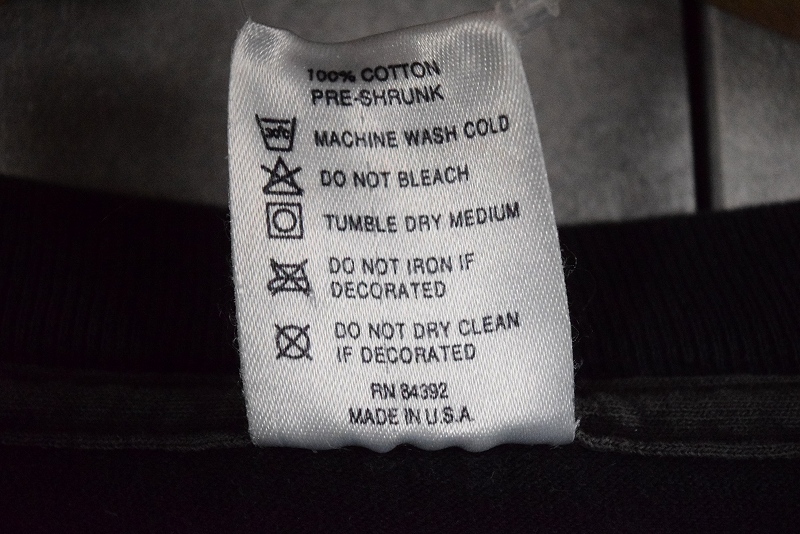 100% COTTON
PRE-SHRUNK
30°C MACHINE WASH COLD
DO NOT BLEACH
TUMBLE DRY MEDIUM
DO NOT IRON IF
DECORATED
DO NOT DRY CLEAN
IF DECORATED
RN 84392
MADE IN U.S.A.